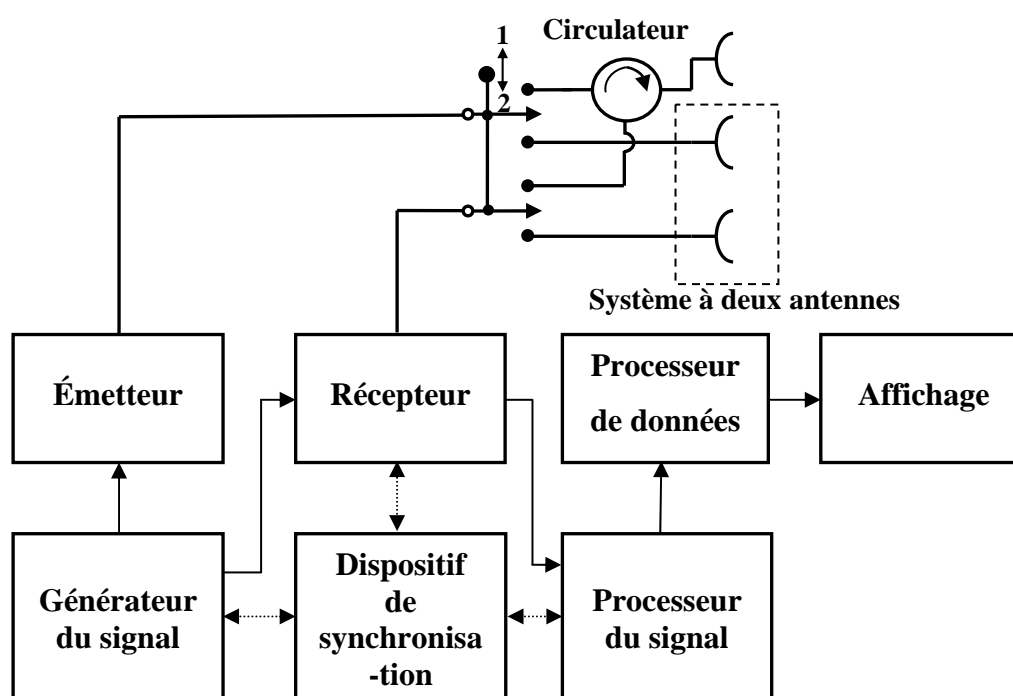 1
Circulateur
2
Système à deux antennes
Émetteur
Récepteur
Processeur
de données
Affichage
Générateur
du signal
Dispositif
de
synchronisa
-tion
Processeur
du signal